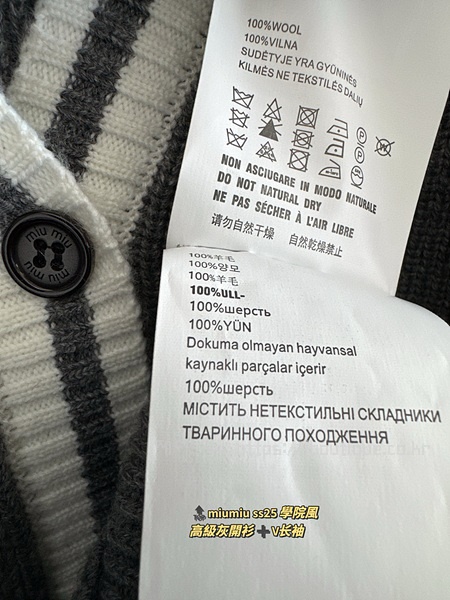 miu miu
miu miu
100%WOOL
100%VILNA
SUDĖTYJE YRA GYŪNINĖS
KILMĖS NE TEKSTILĖS DALIŲ
P
P
W
NON ASCIUGARE IN MODO NATURALE
DO NOT NATURAL DRY
NE PAS SÉCHER À L'AIR LIBRE
请勿自然干燥 自然乾燥禁止
100%羊毛
100%양모
100%羊毛
100%ULL-
100%шерсть
100%YÜN
Dokuma olmayan hayvansal
kaynaklı parçalar içerir
100%шерсть
МІСТИТЬ НЕТЕКСТИЛЬНІ СКЛАДНИКИ
ТВАРИННОГО ПОХОДЖЕННЯ
miumiu ss25 學院風
高級灰開衫➕V长袖